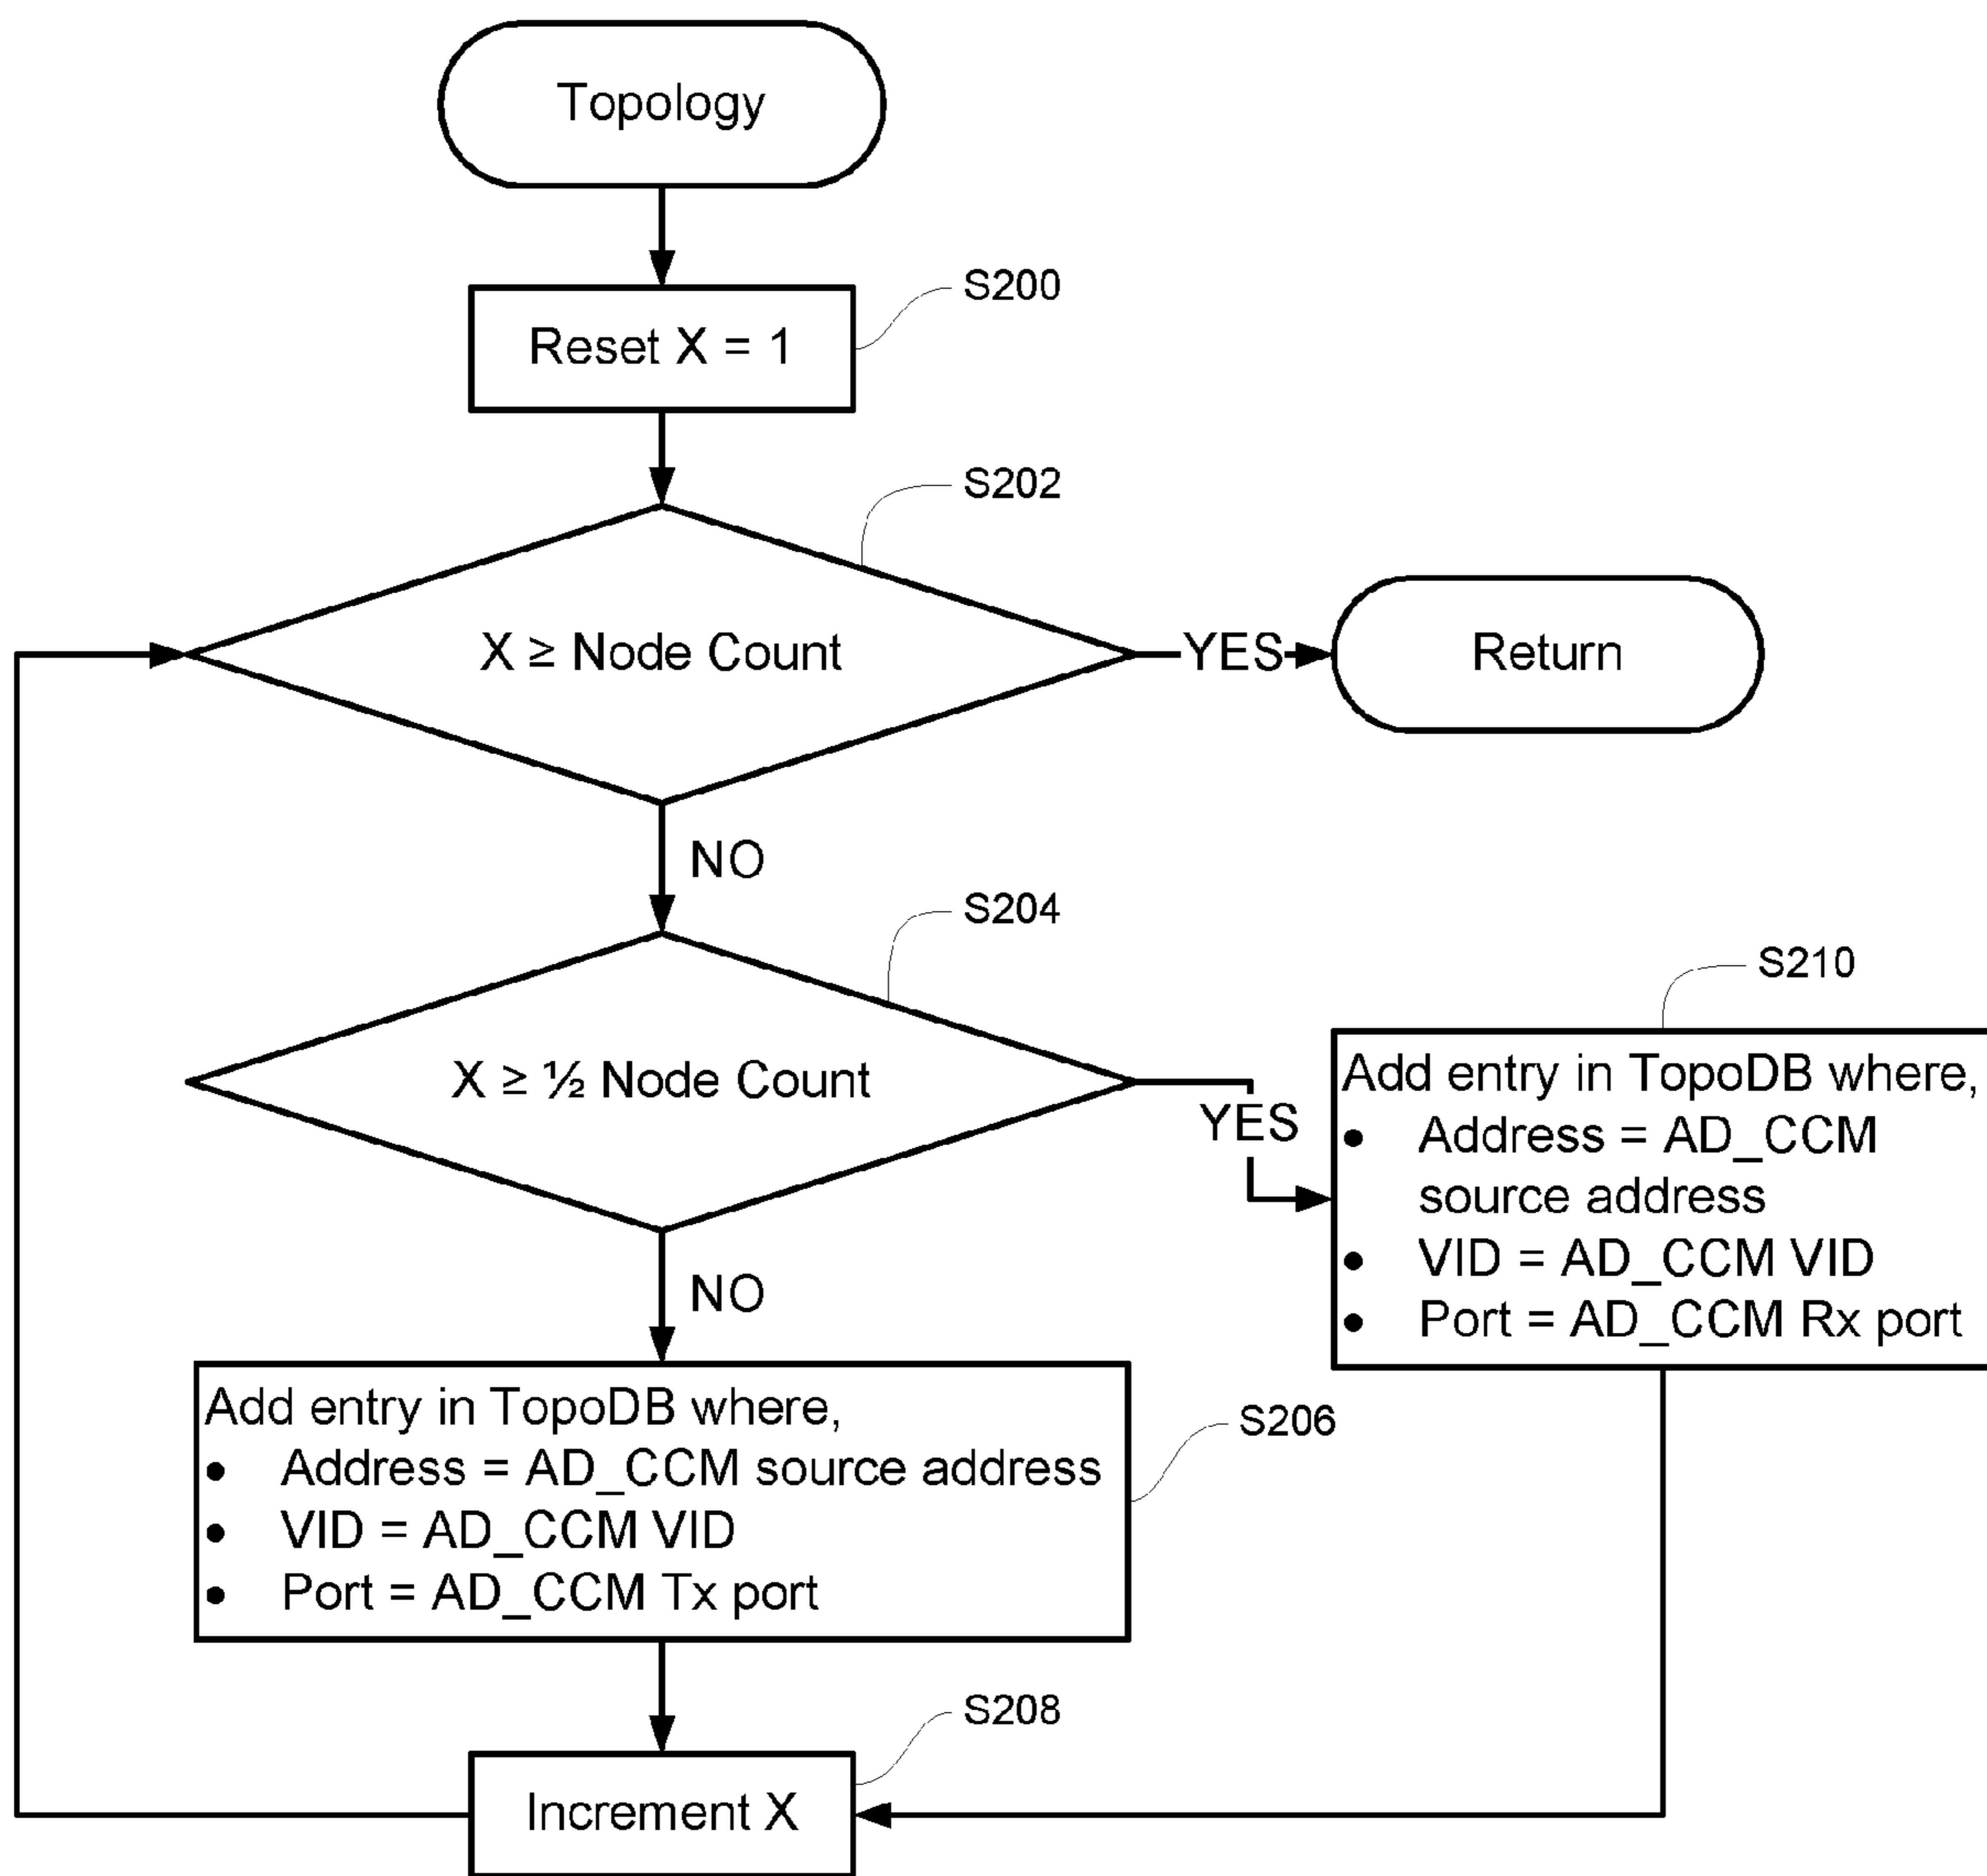 Topology
S200
Reset X = 1
S202
X ≥ Node Count
YES
Return
NO
S204
X ≥ ½ Node Count
YES
S210
Add entry in TopoDB where,
• Address = AD_CCM
source address
• VID = AD_CCM VID
• Port = AD_CCM Rx port
NO
Add entry in TopoDB where,
• Address = AD_CCM source address
• VID = AD_CCM VID
• Port = AD_CCM Tx port
S206
S208
Increment X